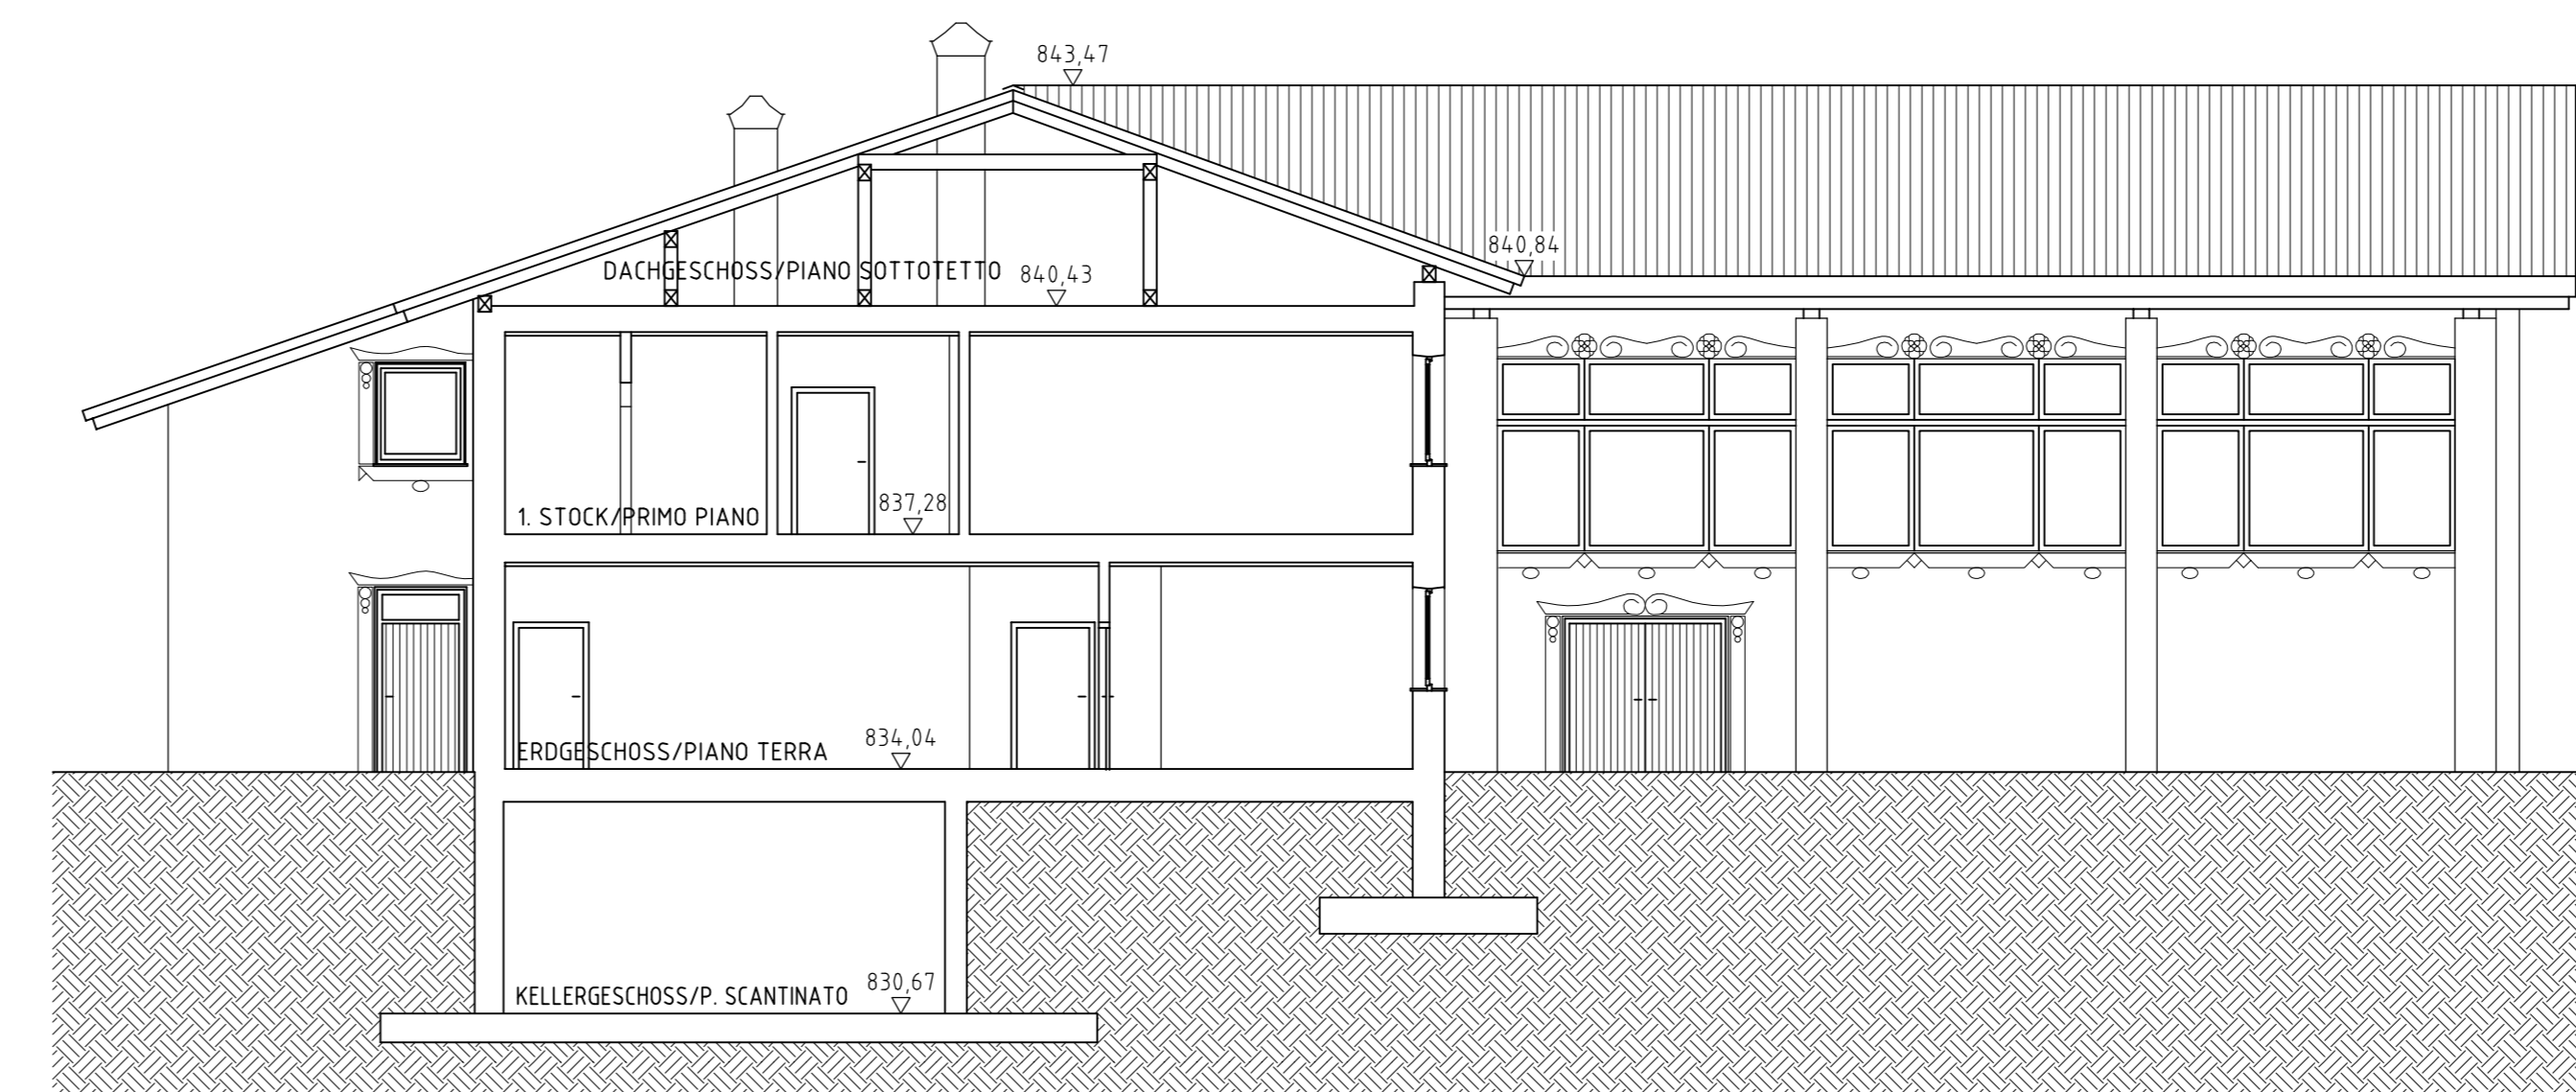 843,47
840,84
DACHGESCHOSS/PIANO SOTTOTETTO 840,43
1. STOCK/PRIMO PIANO 837,28
ERDGESCHOSS/PIANO TERRA 834,04
KELLERGESCHOSS/P. SCANTINATO 830,67